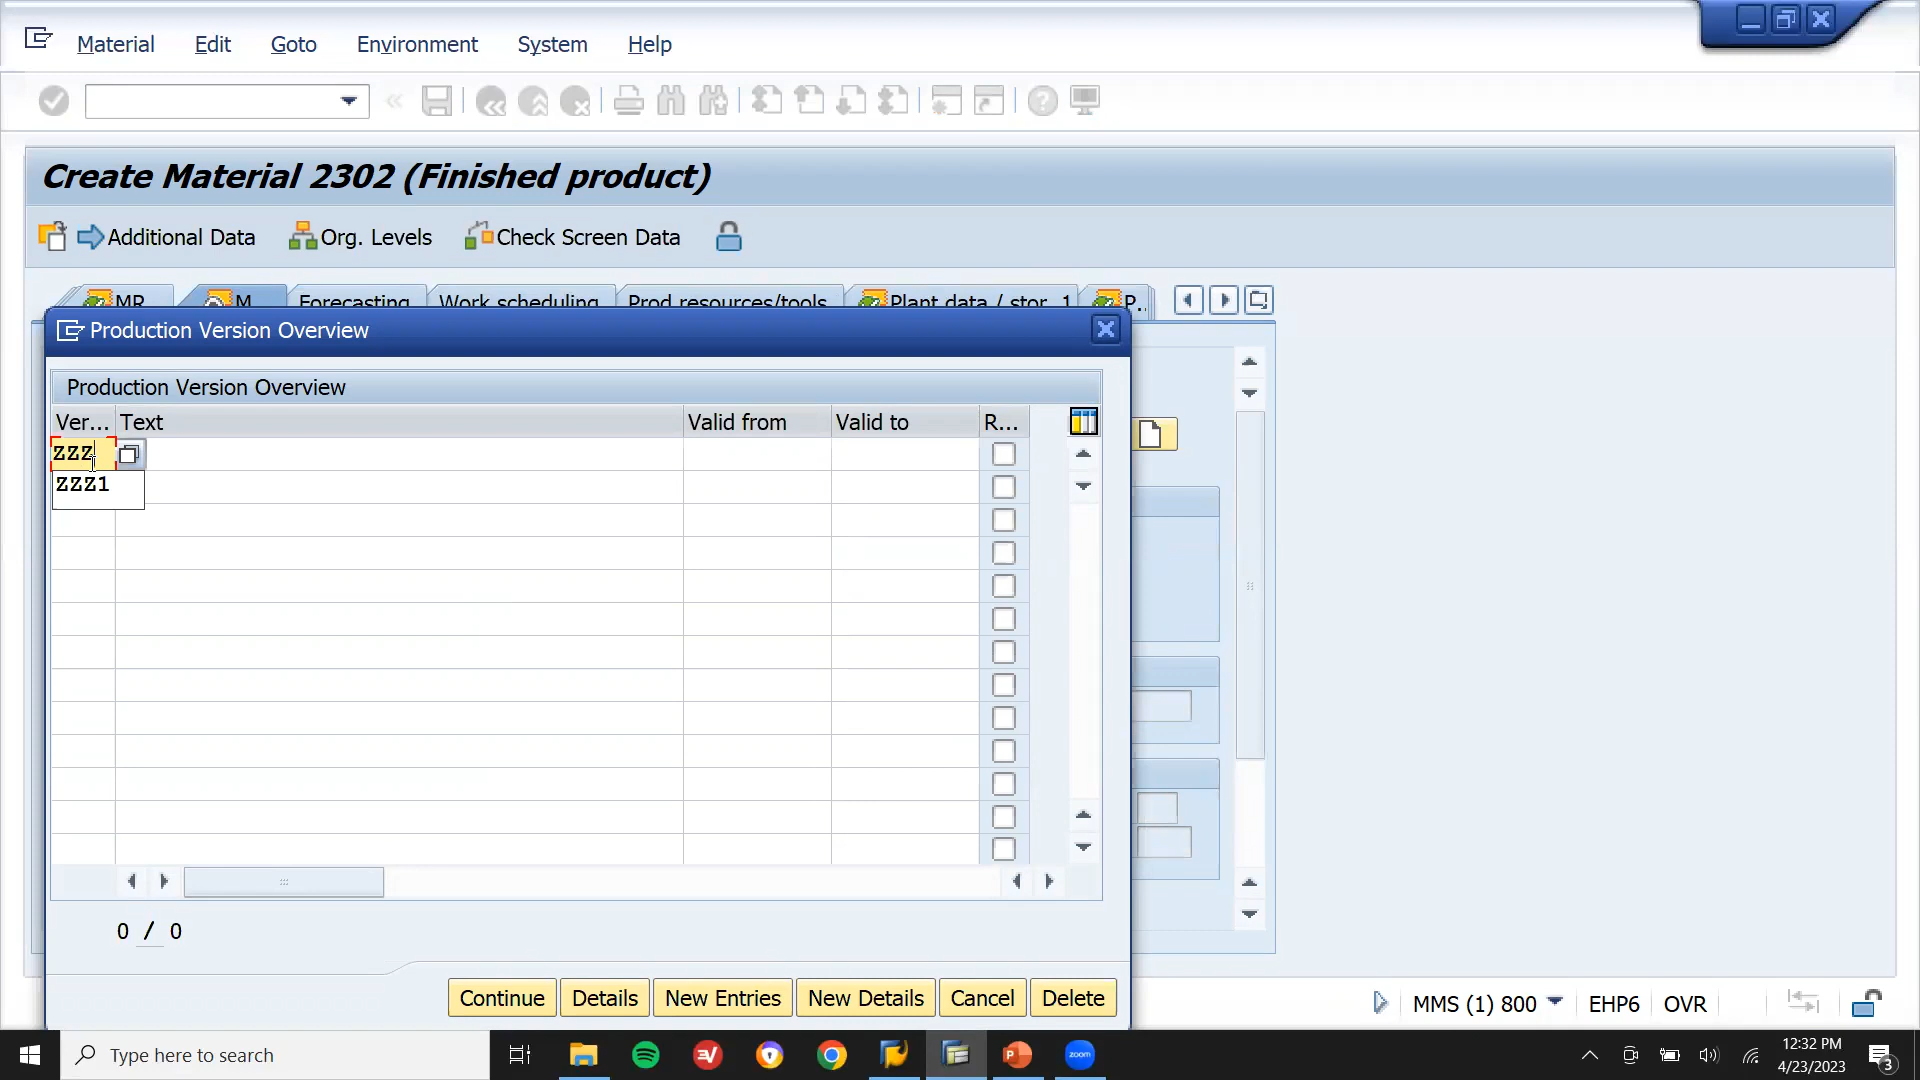 Material Edit Goto Environment System Help
Create Material 2302 (Finished product)
Additional Data Org. Levels Check Screen Data
MR M Forecasting Work scheduling Prod resources/tools Plant data / stor. 1 P..
Production Version Overview
Production Version Overview
Ver... Text Valid from Valid to R...
ZZZ
ZZZ1
0 / 0
Continue Details New Entries New Details Cancel Delete
MMS (1) 800 EHP6 OVR
Type here to search
zoom
12:32 PM
4/23/2023
3